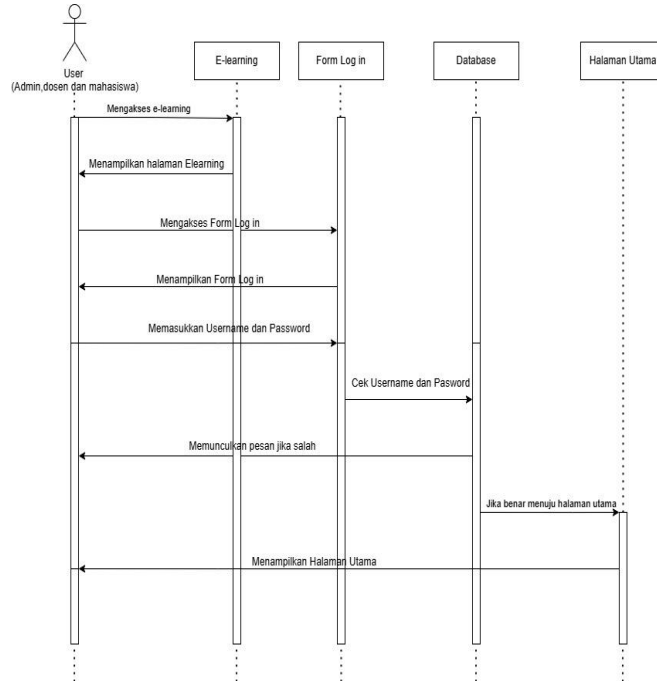 User
(Admin,dosen dan mahasiswa)
E-learning
Form Log in
Database
Halaman Utama
Mengakses e-learning
Menampilkan halaman Elearning
Mengakses Form Log in
Menampilkan Form Log in
Memasukkan Username dan Password
Cek Username dan Pasword
Memunculkan pesan jika salah
Jika benar menuju halaman utama
Menampilkan Halaman Utama